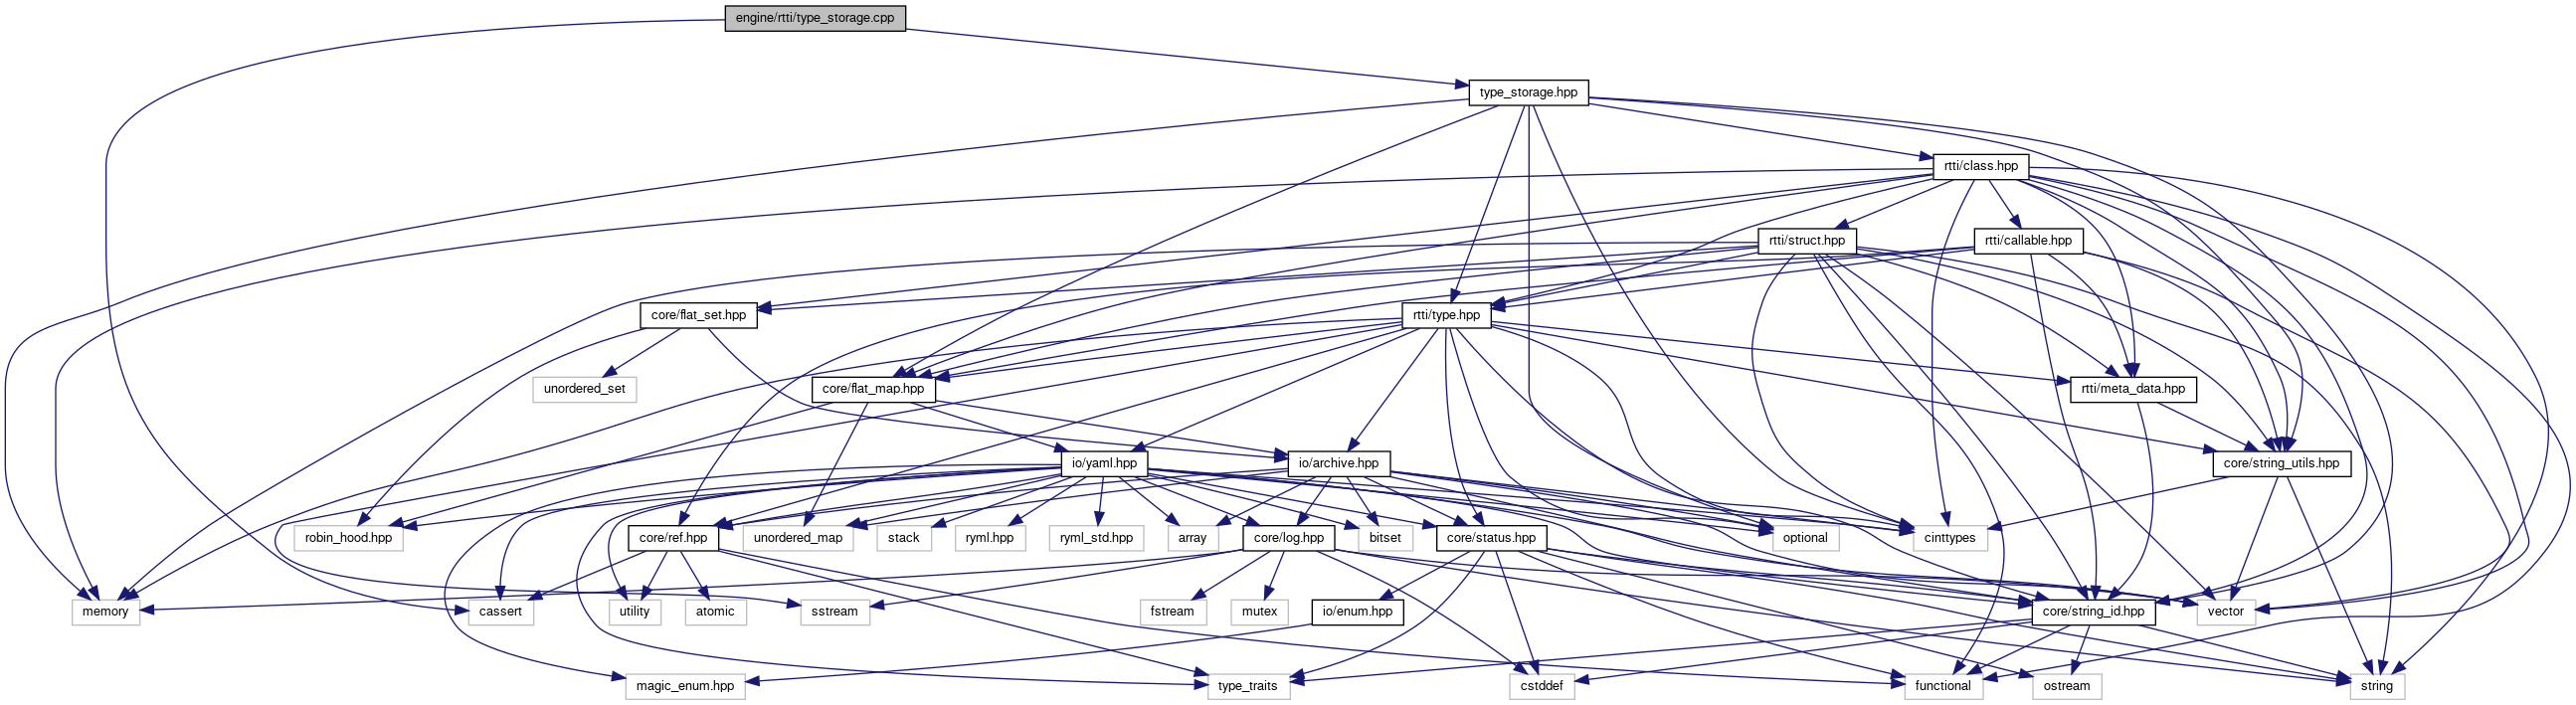 engine/rtti/type_storage.cpp
type_storage.hpp
rtti/class.hpp
rtti/struct.hpp
rtti/callable.hpp
core/flat_set.hpp
rtti/type.hpp
unordered_set
core/flat_map.hpp
rtti/meta_data.hpp
io/yaml.hpp
io/archive.hpp
core/string_utils.hpp
robin_hood.hpp
core/ref.hpp
unordered_map
stack
ryml.hpp
ryml_std.hpp
array
core/log.hpp
bitset
core/status.hpp
optional
cinttypes
memory
cassert
utility
atomic
sstream
fstream
mutex
io/enum.hpp
core/string_id.hpp
vector
magic_enum.hpp
type_traits
cstddef
functional
ostream
string